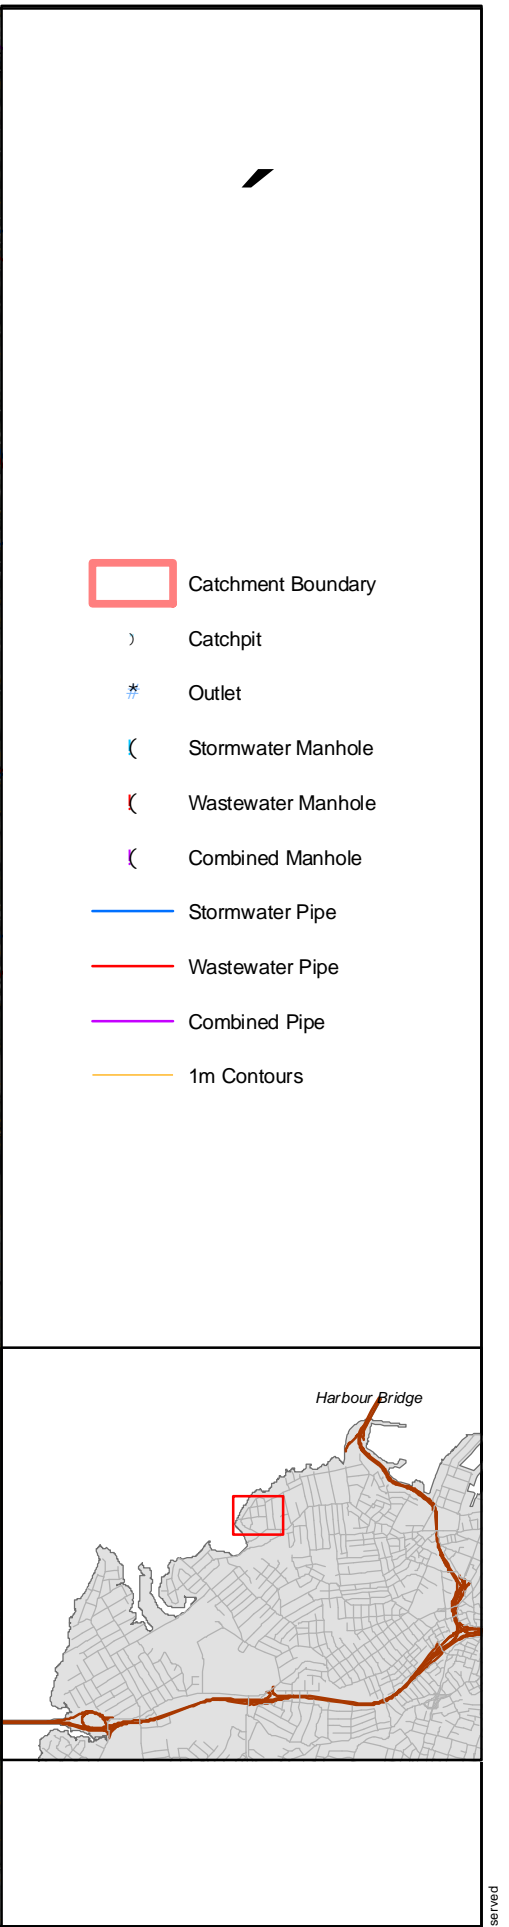 Catchment Boundary
Catchpit
Outlet
Stormwater Manhole
Wastewater Manhole
Combined Manhole
Stormwater Pipe
Wastewater Pipe
Combined Pipe
1m Contours
Harbour Bridge
served